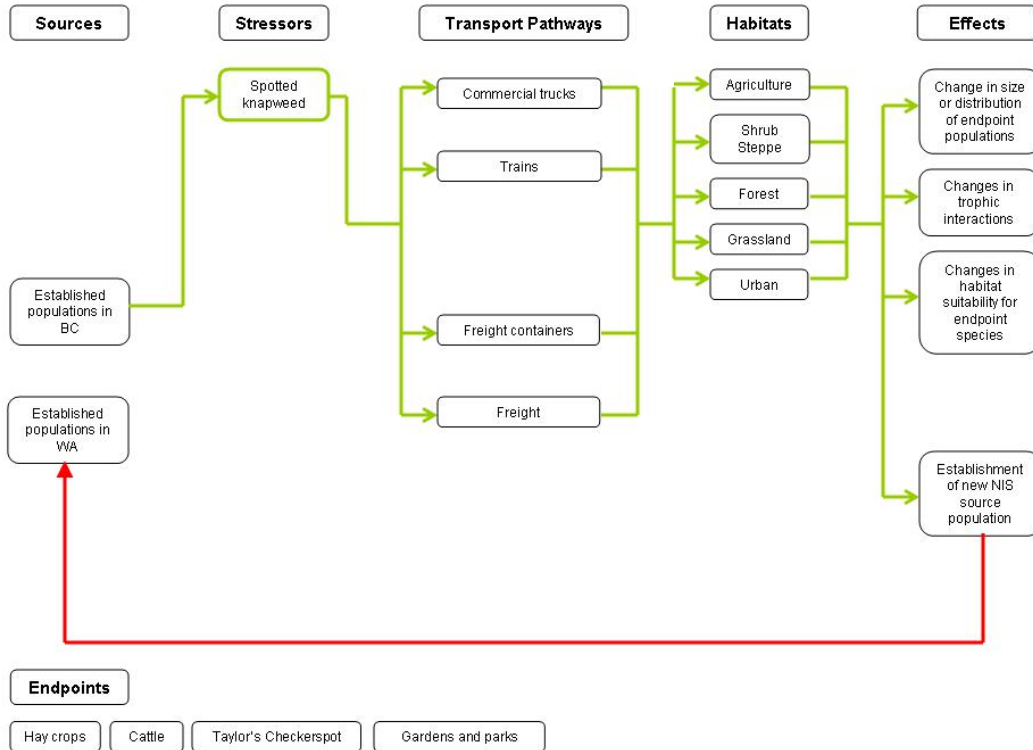 Sources
Stressors
Transport Pathways
Habitats
Effects
Spotted
knapweed
Established
populations in
BC
Established
populations in
WA
Commercial trucks
Trains
Freight containers
Freight
Agriculture
Shrub
Steppe
Forest
Grassland
Urban
Change in size
or distribution
of endpoint
populations
Changes in
trophic
interactions
Changes in
habitat
suitability for
endpoint
species
Establishment
of new NIS
source
population
Endpoints
Hay crops
Cattle
Taylor's Checkerspot
Gardens and parks